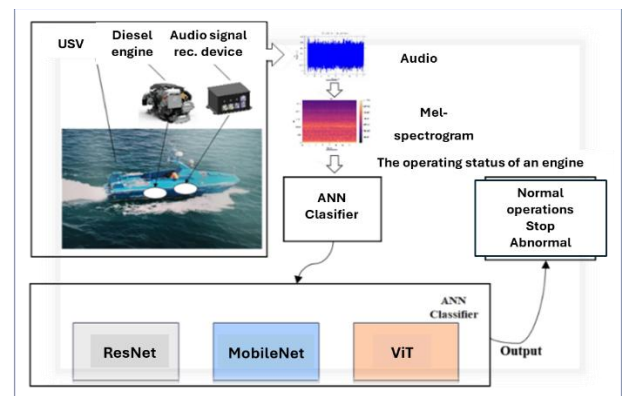 USV
Diesel
engine
Audio signal
rec. device
Audio
Mel-
spectrogram
The operating status of an engine
ANN
Clasifier
Normal
operations
Stop
Abnormal
ANN
Classifier
ResNet
MobileNet
ViT
Output